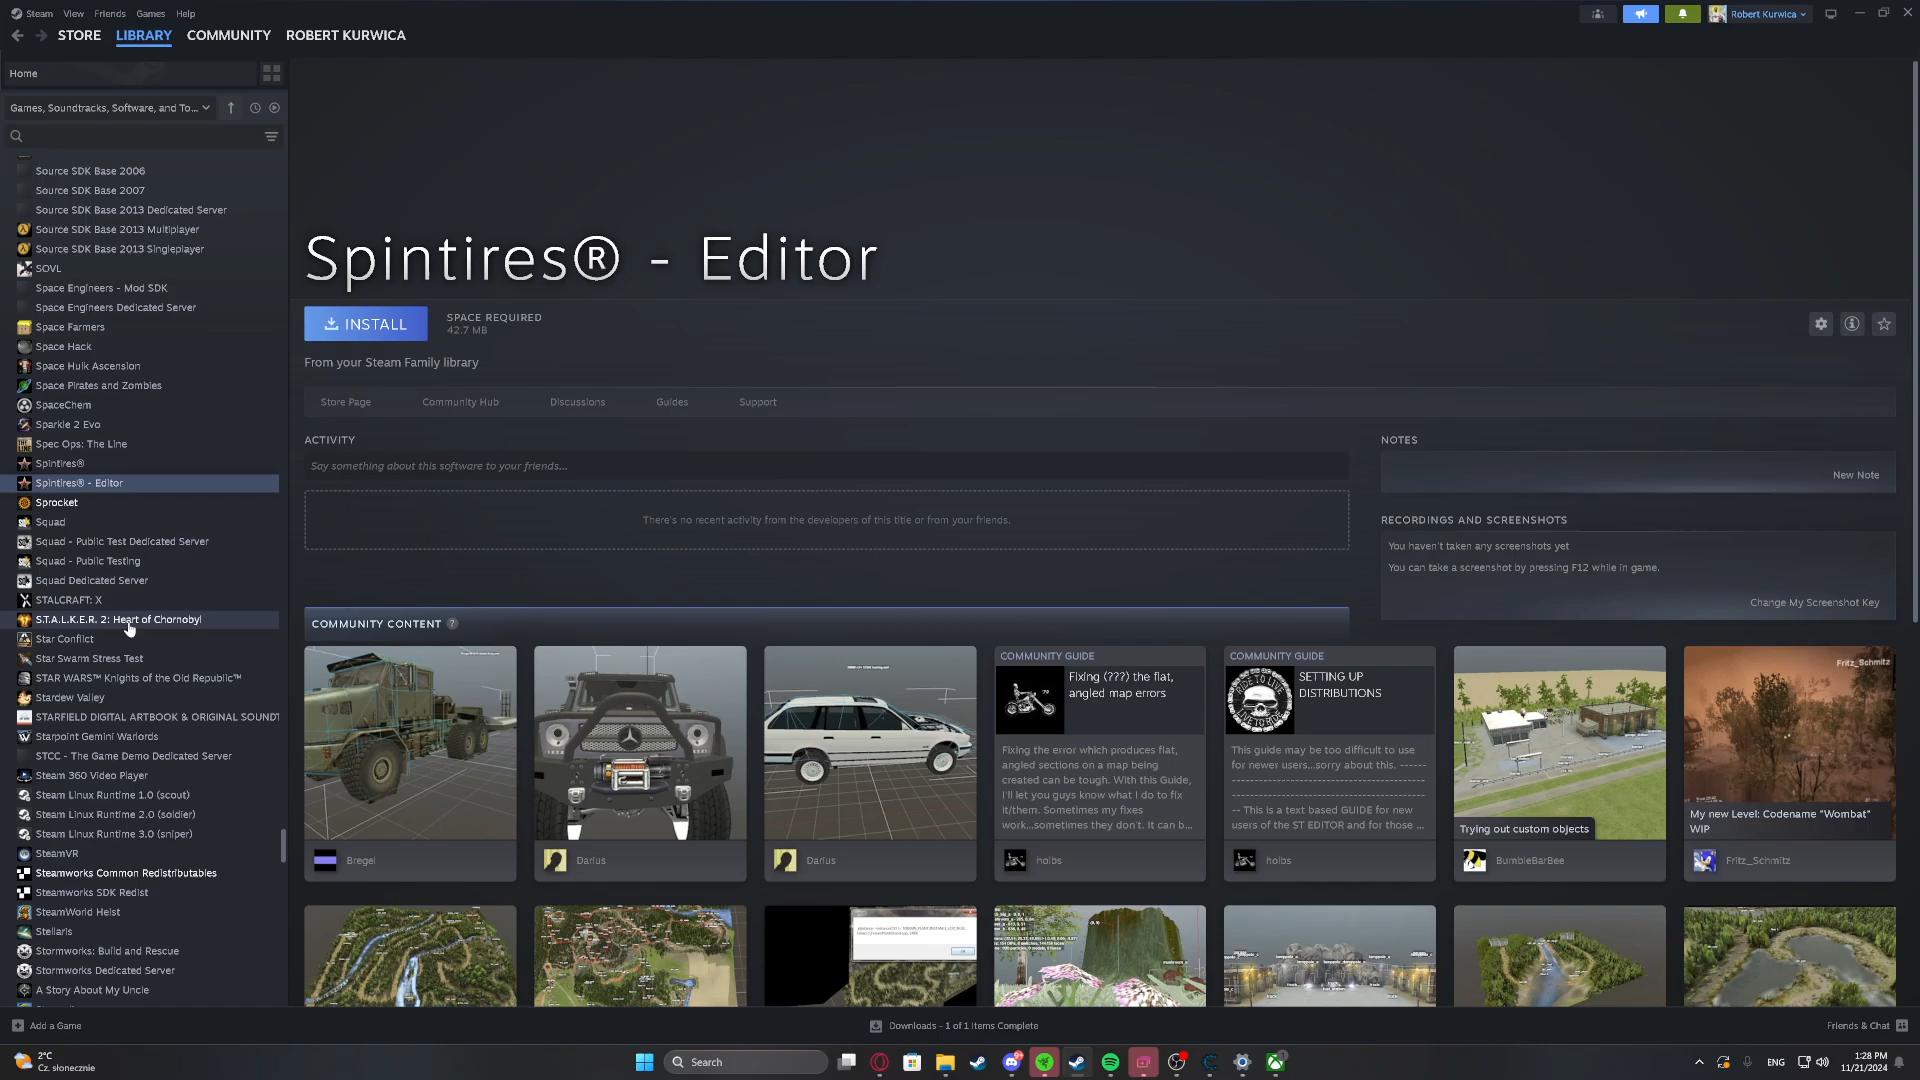 Steam View Friends Games Help
Robert Kurwica
STORE LIBRARY COMMUNITY ROBERT KURWICA
Home
Games, Soundtracks, Software, and To...
Source SDK Base 2006
Source SDK Base 2007
Source SDK Base 2013 Dedicated Server
Source SDK Base 2013 Multiplayer
Source SDK Base 2013 Singleplayer
SOVL
Space Engineers - Mod SDK
Space Engineers Dedicated Server
Space Farmers
Space Hack
Space Hulk Ascension
Space Pirates and Zombies
SpaceChem
Sparkle 2 Evo
Spec Ops: The Line
Spintires®
Spintires® - Editor
Sprocket
Squad
Squad - Public Test Dedicated Server
Squad - Public Testing
Squad Dedicated Server
STALCRAFT: X
S.T.A.L.K.E.R. 2: Heart of Chornobyl
Star Conflict
Star Swarm Stress Test
STAR WARS™ Knights of the Old Republic™
Stardew Valley
STARFIELD DIGITAL ARTBOOK & ORIGINAL SOUNDT
Starpoint Gemini Warlords
STCC - The Game Demo Dedicated Server
Steam 360 Video Player
Steam Linux Runtime 1.0 (scout)
Steam Linux Runtime 2.0 (soldier)
Steam Linux Runtime 3.0 (sniper)
SteamVR
Steamworks Common Redistributables
Steamworks SDK Redist
SteamWorld Heist
Stellaris
Stormworks: Build and Rescue
Stormworks Dedicated Server
A Story About My Uncle
Spintires® - Editor
INSTALL
SPACE REQUIRED
42.7 MB
From your Steam Family library
Store Page Community Hub Discussions Guides Support
ACTIVITY
Say something about this software to your friends...
There's no recent activity from the developers of this title or from your friends.
NOTES
New Note
RECORDINGS AND SCREENSHOTS
You haven't taken any screenshots yet
You can take a screenshot by pressing F12 while in game.
Change My Screenshot Key
COMMUNITY CONTENT ?
Bregel
Darius
Darius
COMMUNITY GUIDE
Fixing (???) the flat,
angled map errors
Fixing the error which produces flat,
angled sections on a map being
created can be tough. With this Guide,
I'll let you guys know what I do to fix
it/them. Sometimes my fixes
work...sometimes they don't. It can b...
holbs
COMMUNITY GUIDE
RIDE TO LIVE
LIVE TO RIDE
SETTING UP
DISTRIBUTIONS
This guide may be too difficult to use
for newer users...sorry about this. ------
-- This is a text based GUIDE for new
users of the ST EDITOR and for those ...
holbs
Trying out custom objects
BumbleBarBee
Fritz_Schmitz
My new Level: Codename "Wombat"
WIP
Fritz_Schmitz
Add a Game
Downloads - 1 of 1 Items Complete
Friends & Chat
2°C
Cz. słonecznie
Search
ENG
1:28 PM
11/21/2024